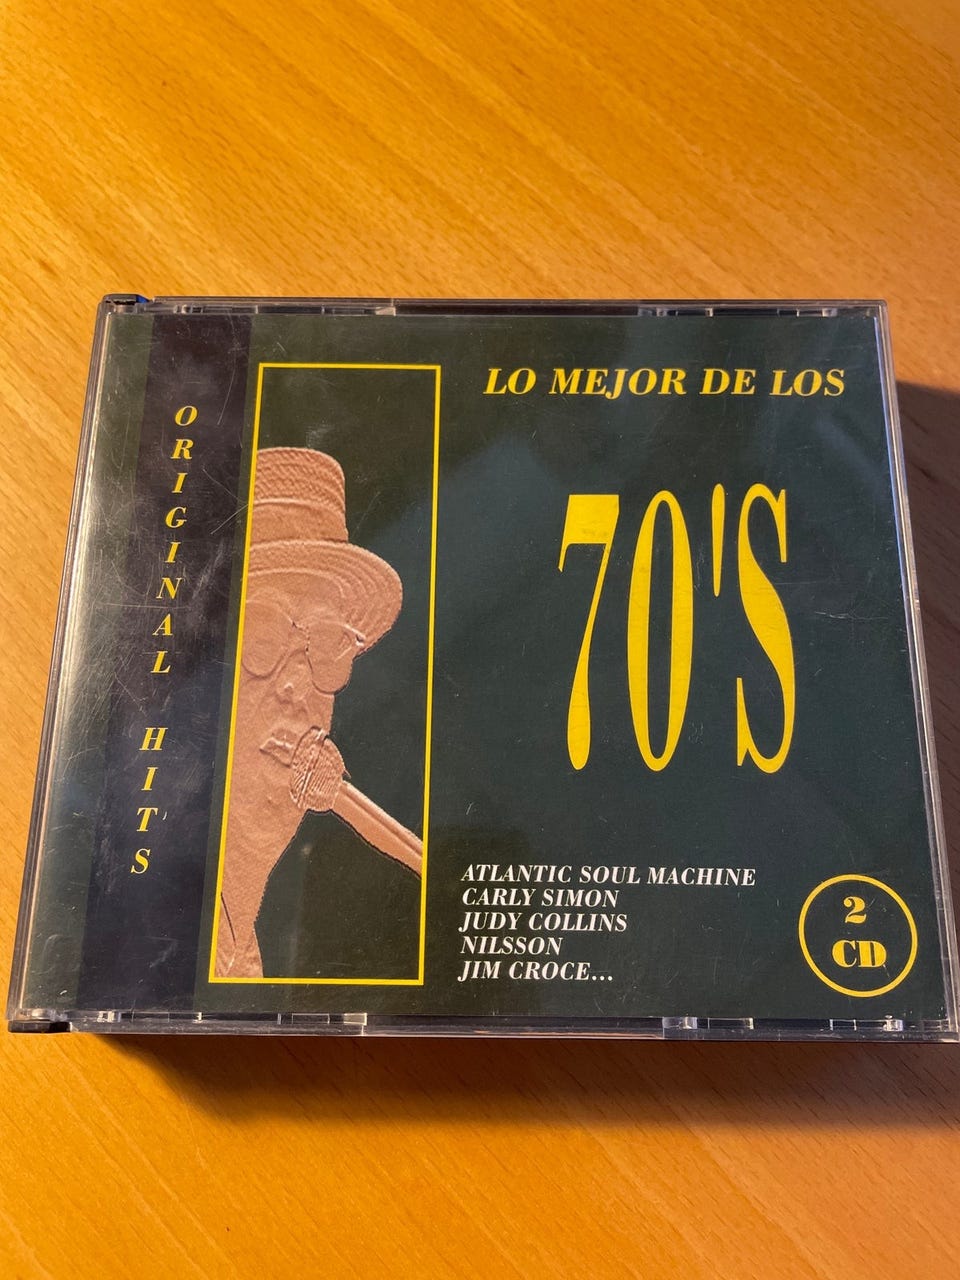 ORIGINAL HITS
LO MEJOR DE LOS
70'S
ATLANTIC SOUL MACHINE
CARLY SIMON
JUDY COLLINS
NILSSON
JIM CROCE...
2
CD